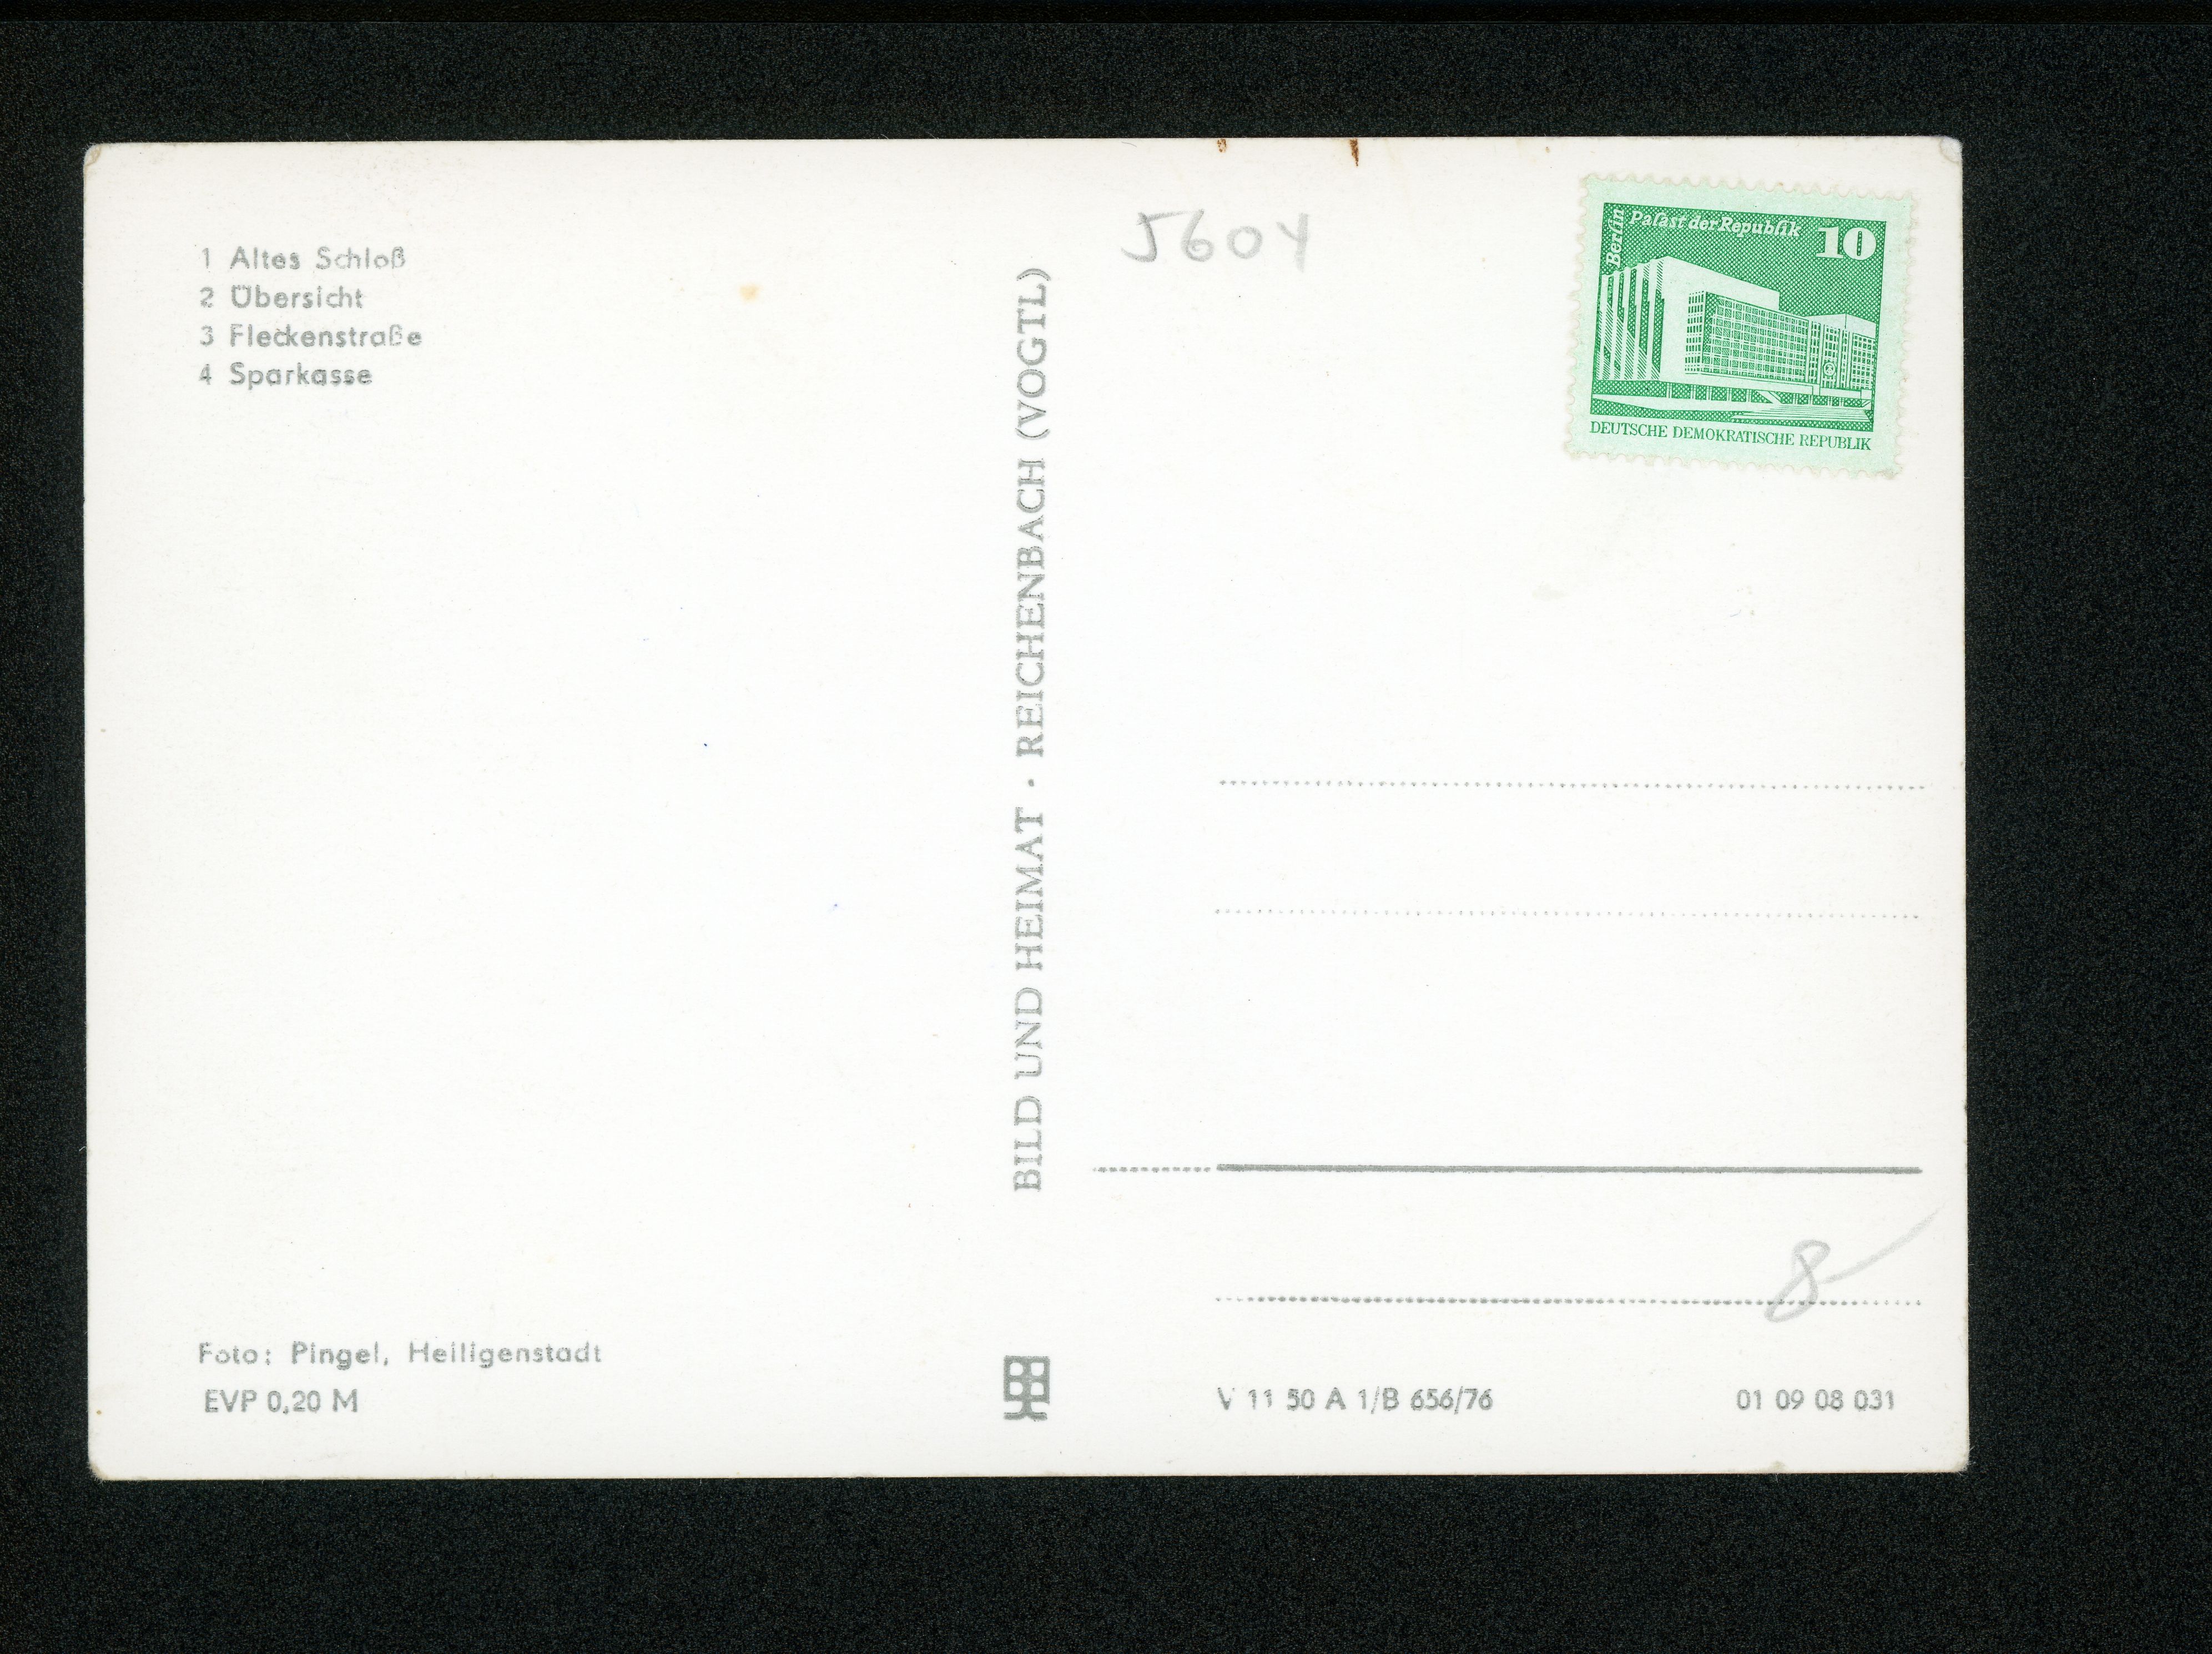 1 Altes Schloß
2 Übersicht
3 Fleckenstraße
4 Sparkasse
Foto: Pingel, Heiligenstadt
EVP 0,20 M
BILD UND HEIMAT · REICHENBACH (VOGTL)
5604
Berlin
Palast der Republik
10
DEUTSCHE DEMOKRATISCHE REPUBLIK
8
V 11 50 A 1/B 656/76
01 09 08 031